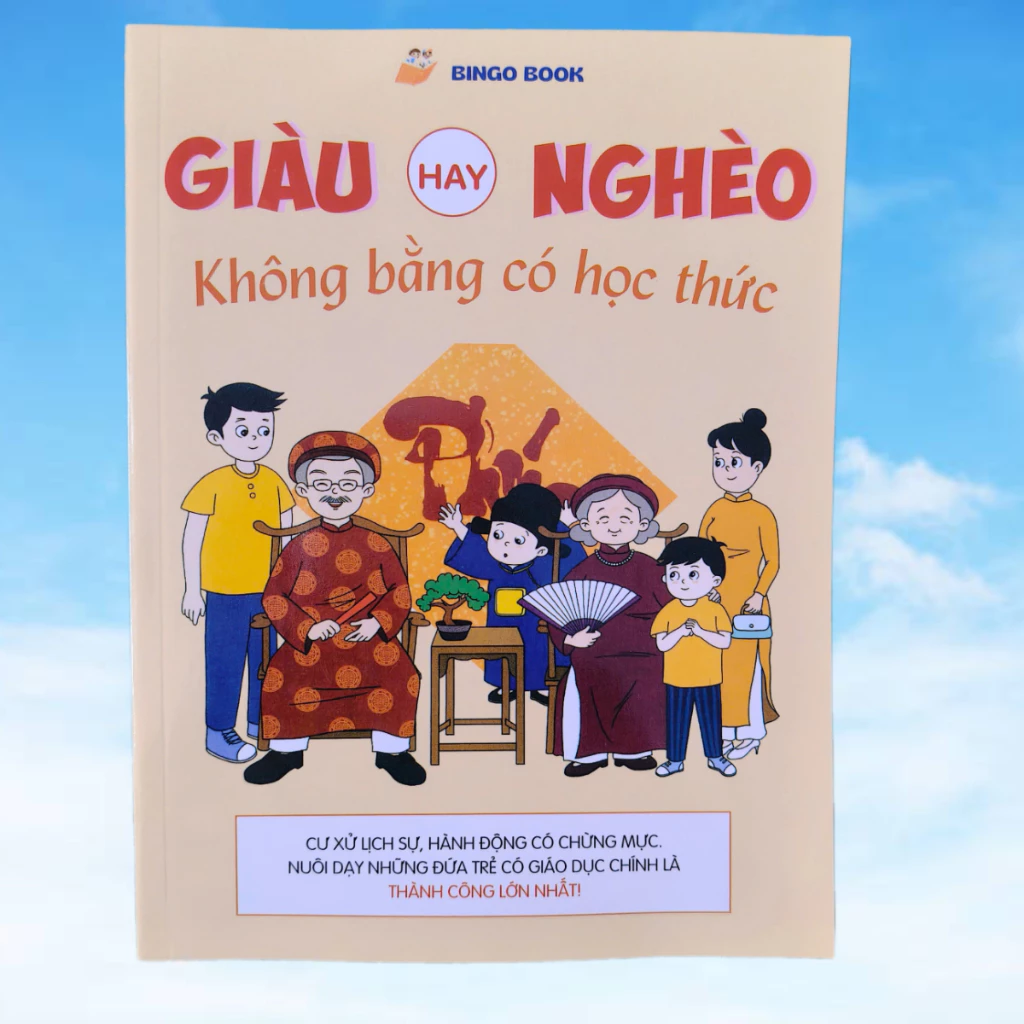 BINGO BOOK
GIÀU HAY NGHÈO
Không bằng có học thức
CƯ XỬ LỊCH SỰ, HÀNH ĐỘNG CÓ CHỪNG MỰC.
NUÔI DẠY NHỮNG ĐỨA TRẺ CÓ GIÁO DỤC CHÍNH LÀ
THÀNH CÔNG LỚN NHẤT!